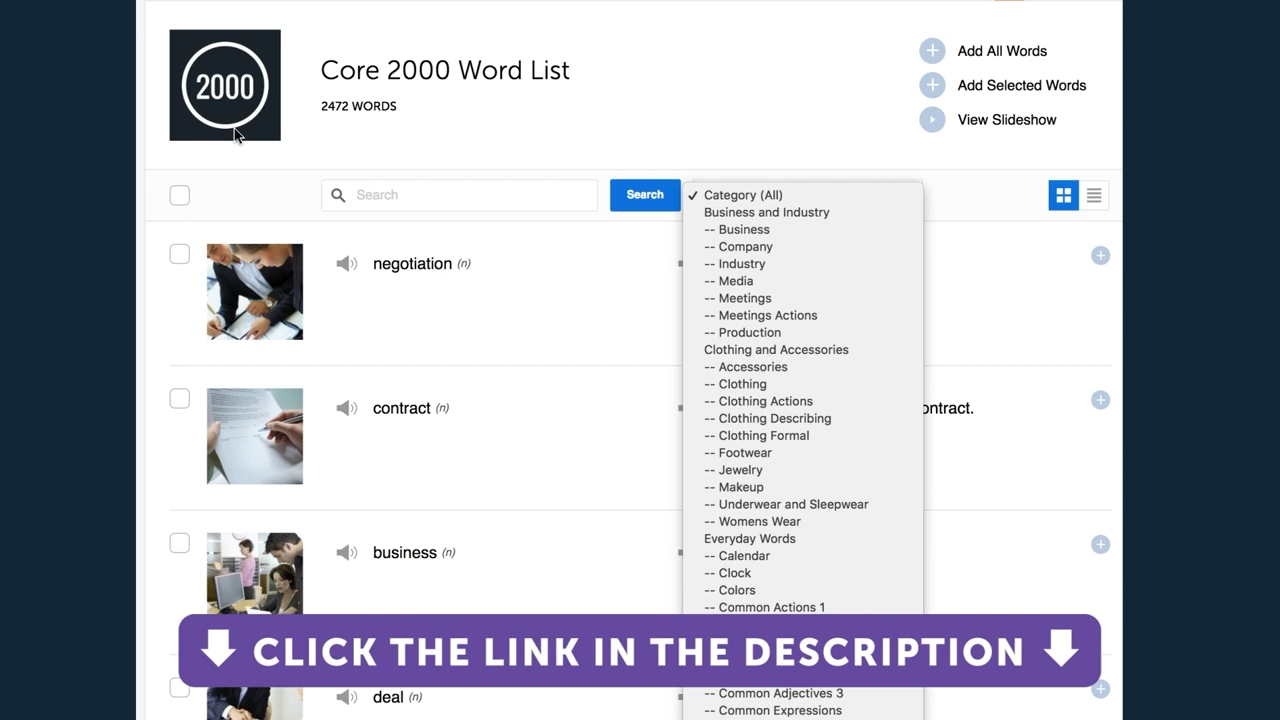 2000
Core 2000 Word List
2472 WORDS
+ Add All Words
+ Add Selected Words
View Slideshow
Search
Search
✓ Category (All)
Business and Industry
-- Business
-- Company
-- Industry
-- Media
-- Meetings
-- Meetings Actions
-- Production
Clothing and Accessories
-- Accessories
-- Clothing
-- Clothing Actions
-- Clothing Describing
-- Clothing Formal
-- Footwear
-- Jewelry
-- Makeup
-- Underwear and Sleepwear
-- Womens Wear
Everyday Words
-- Calendar
-- Clock
-- Colors
-- Common Actions 1
-- Common Adjectives 3
-- Common Expressions
negotiation (n)
contract (n)
ontract.
business (n)
deal (n)
CLICK THE LINK IN THE DESCRIPTION